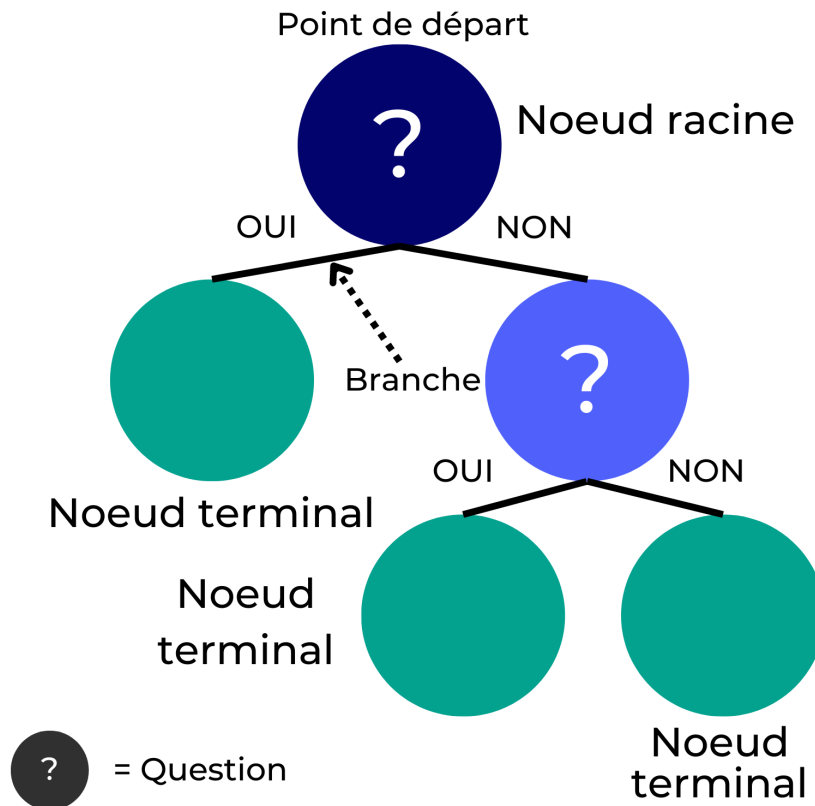 Point de départ
?
Noeud racine
OUI
NON
Branche
?
OUI
NON
Noeud terminal
Noeud
terminal
Noeud
terminal
? = Question